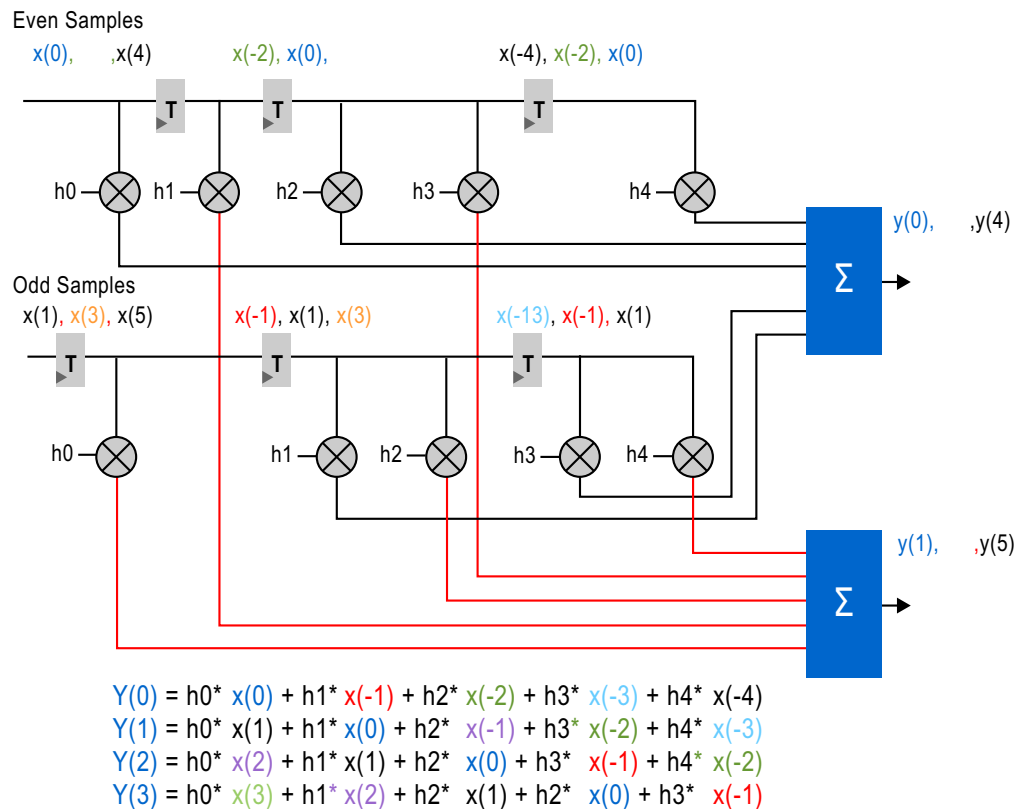 Even Samples
x(0), ,x(4) x(-2), x(0), x(-4), x(-2), x(0)
T T T
h0 h1 h2 h3 h4
y(0), ,y(4)
Σ
Odd Samples
x(1), x(3), x(5) x(-1), x(1), x(3) x(-13), x(-1), x(1)
T T T
h0 h1 h2 h3 h4
y(1), ,y(5)
Σ
Y(0) = h0* x(0) + h1* x(-1) + h2* x(-2) + h3* x(-3) + h4* x(-4)
Y(1) = h0* x(1) + h1* x(0) + h2* x(-1) + h3* x(-2) + h4* x(-3)
Y(2) = h0* x(2) + h1* x(1) + h2* x(0) + h3* x(-1) + h4* x(-2)
Y(3) = h0* x(3) + h1* x(2) + h2* x(1) + h2* x(0) + h3* x(-1)